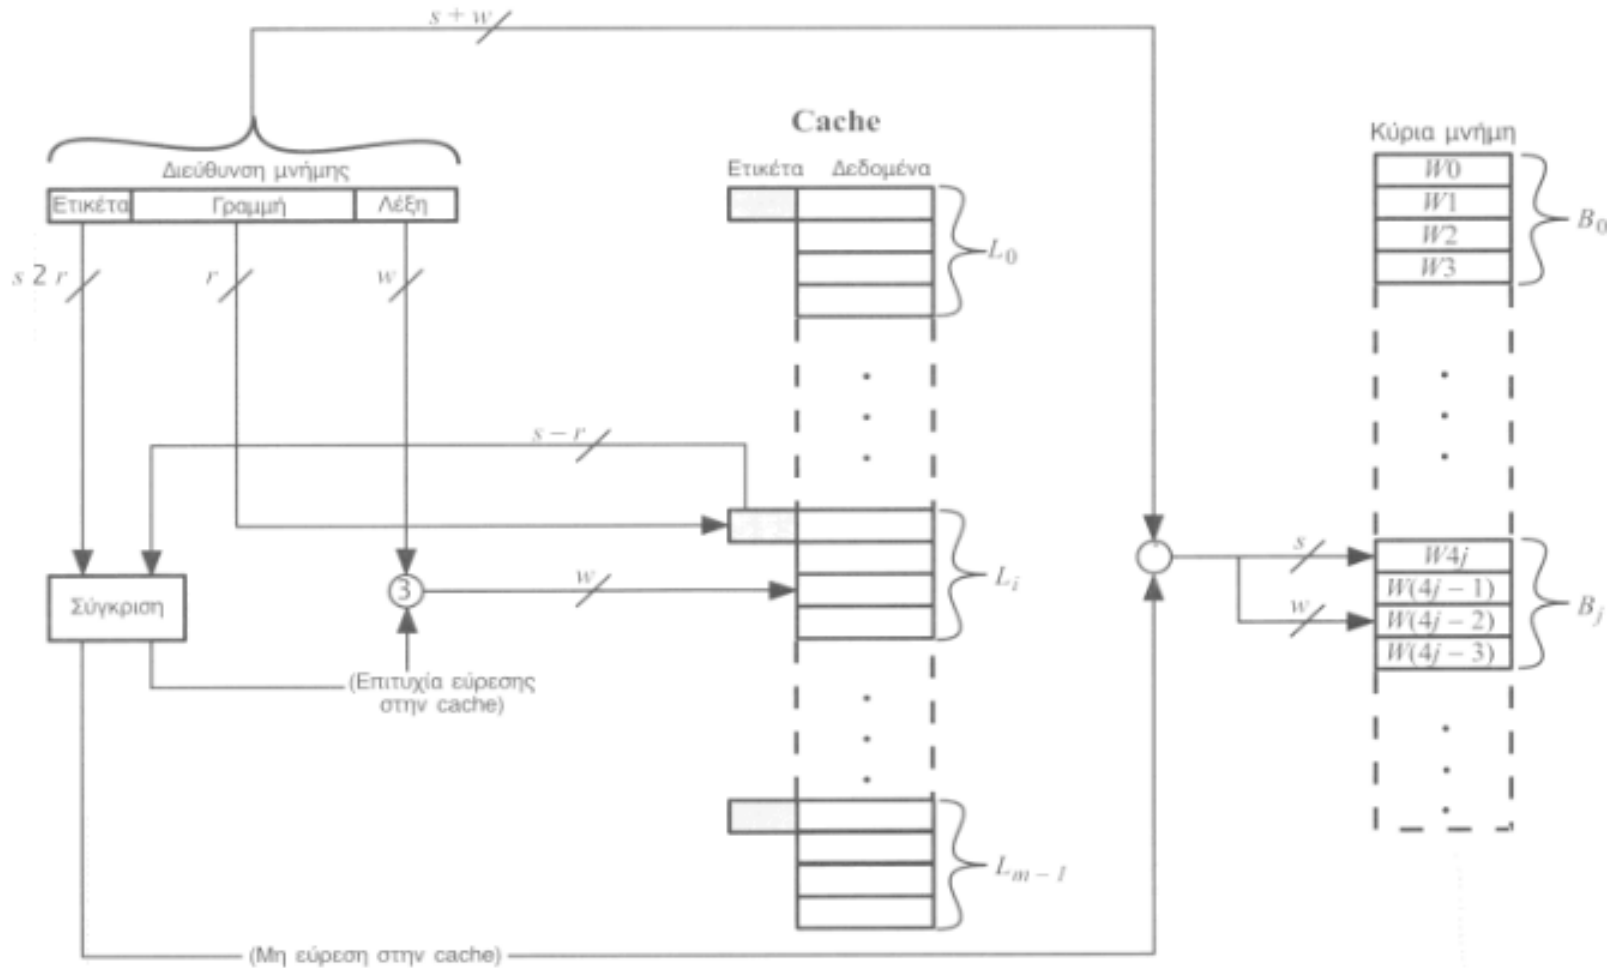 s + w
Cache
Κύρια μνήμη
Διεύθυνση μνήμης
Ετικέτα Δεδομένα
W0
Ετικέτα Γραμμή Λέξη
W1
B0
W2
L0
W3
s 2 r
r
w
s − r
s
W4j
3
w
Li
W(4j − 1)
Bj
Σύγκριση
w
W(4j − 2)
W(4j − 3)
(Επιτυχία εύρεσης
στην cache)
Lm − 1
(Μη εύρεση στην cache)